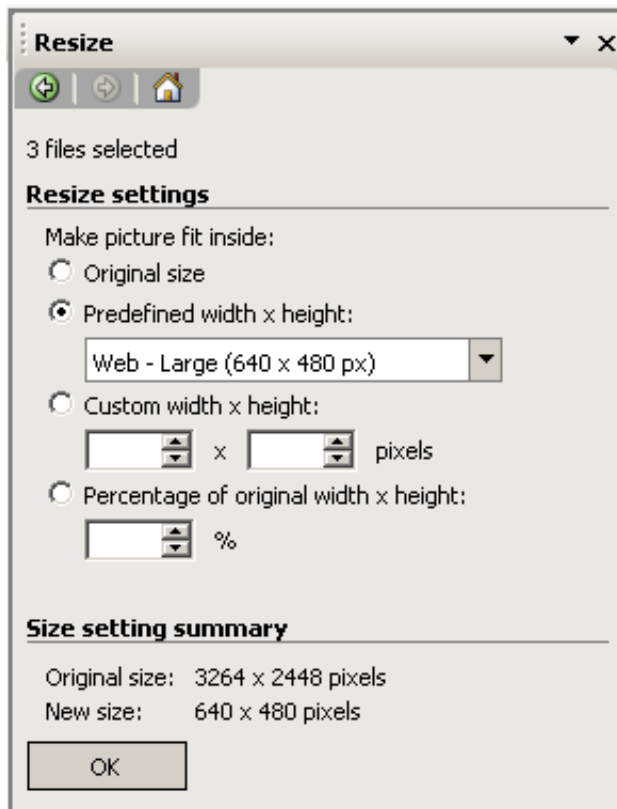 Resize
3 files selected
Resize settings
Make picture fit inside:
Original size
Predefined width x height:
Web - Large (640 x 480 px)
Custom width x height:
x pixels
Percentage of original width x height:
%
Size setting summary
Original size: 3264 x 2448 pixels
New size: 640 x 480 pixels
OK